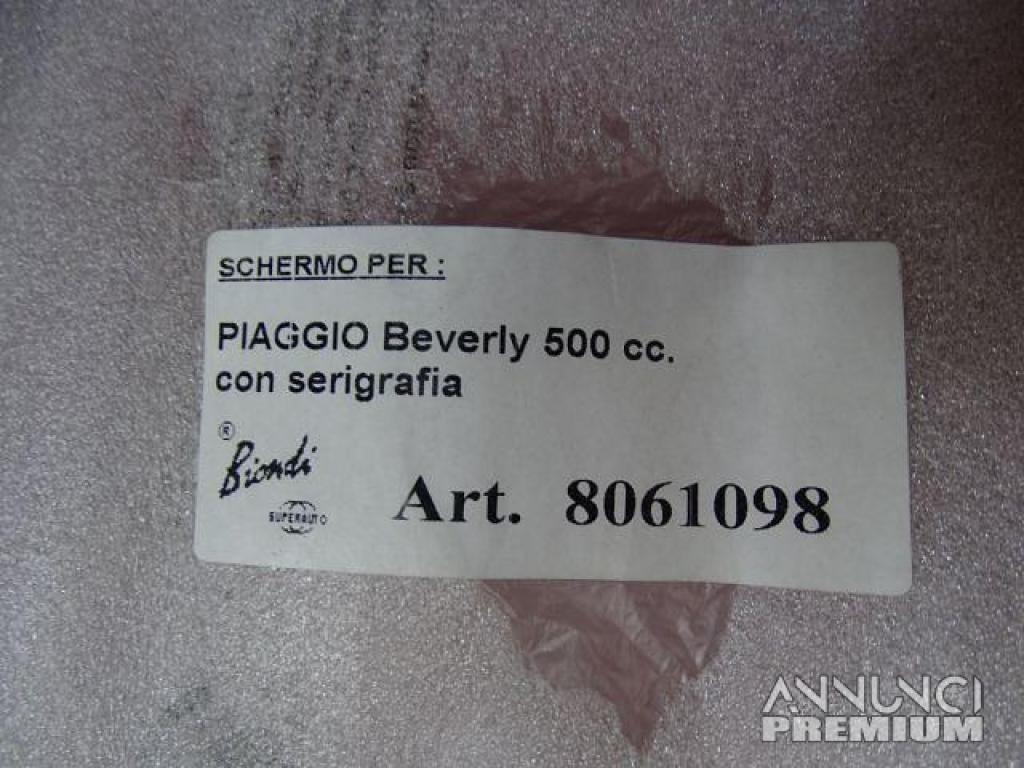 SCHERMO PER :
PIAGGIO Beverly 500 cc.
con serigrafia
®
Biondi
SUPERAUTO
Art. 8061098
ANNUNCI
PREMIUM